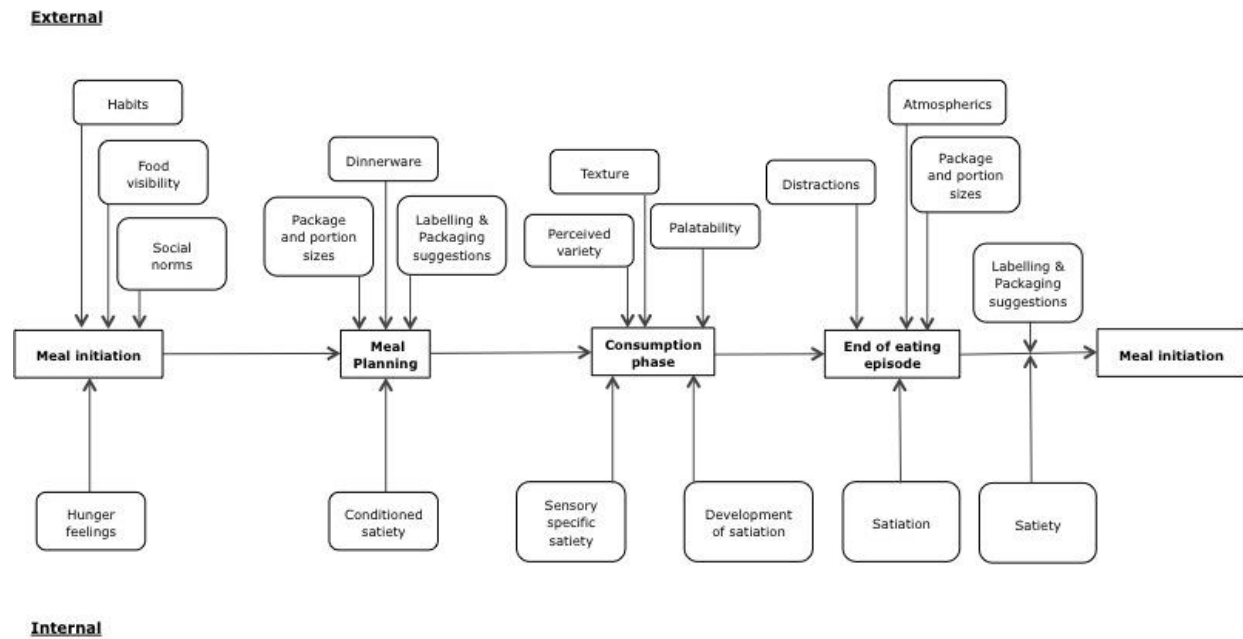 External
Habits
Atmospherics
Food
visibility
Dinnerware
Texture
Distractions
Package
and portion
sizes
Social
norms
Package
and portion
sizes
Labelling &
Packaging
suggestions
Perceived
variety
Palatability
Labelling &
Packaging
suggestions
Meal initiation
Meal
Planning
Consumption
phase
End of eating
episode
Meal initiation
Hunger
feelings
Conditioned
satiety
Sensory
specific
satiety
Development
of satiation
Satiation
Satiety
Internal